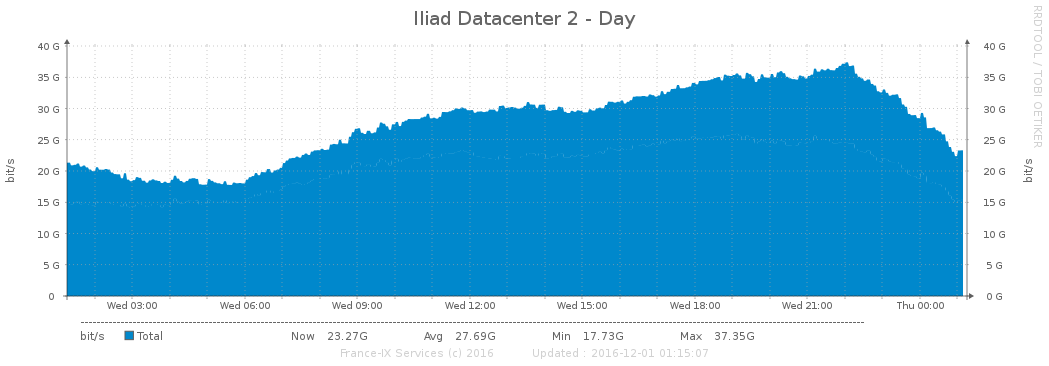 Iliad Datacenter 2 - Day
RRDTOOL / TOBI OETIKER
bit/s
40 G 40 G
35 G 35 G
30 G 30 G
25 G 25 G
20 G 20 G
15 G 15 G
10 G 10 G
5 G 5 G
0 0 G
bit/s
Wed 03:00 Wed 06:00 Wed 09:00 Wed 12:00 Wed 15:00 Wed 18:00 Wed 21:00 Thu 00:00
bit/s Total Now 23.27G Avg 27.69G Min 17.73G Max 37.35G
France-IX Services (c) 2016 Updated : 2016-12-01 01:15:07